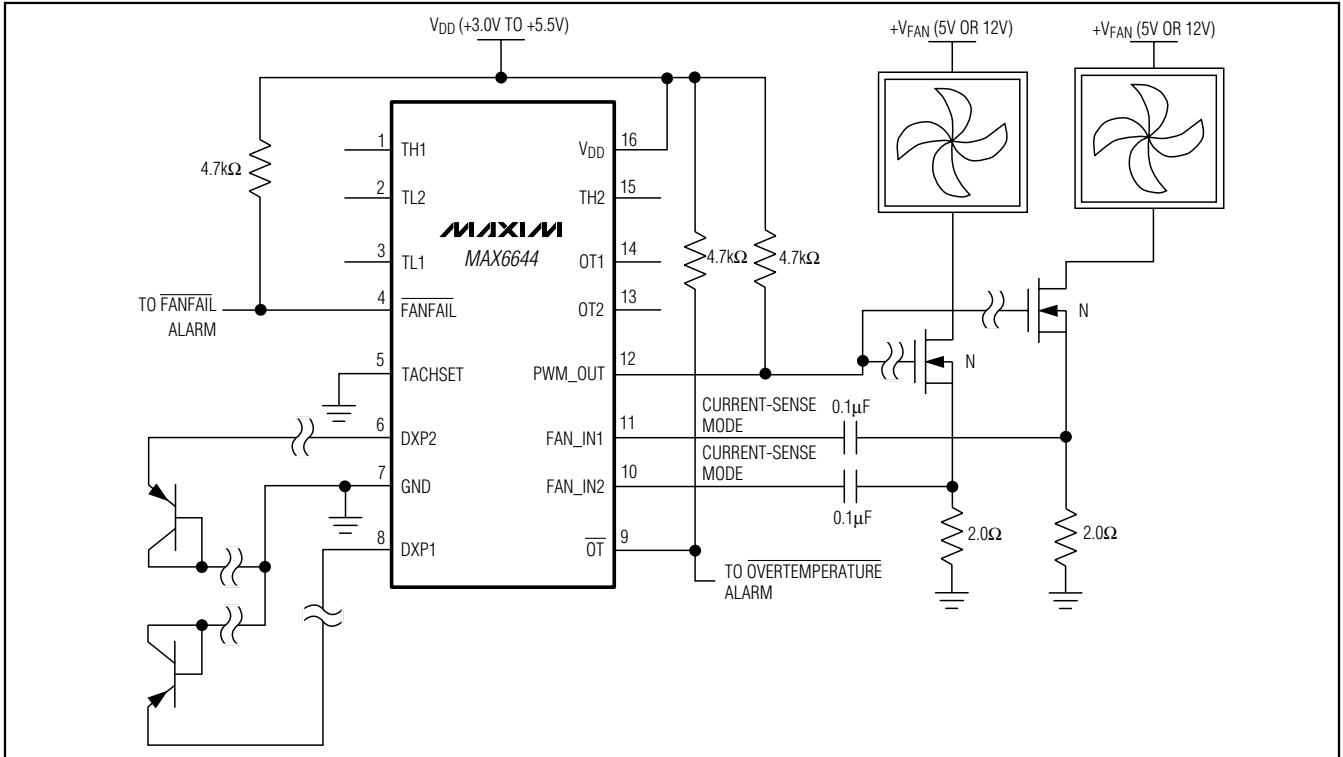 V_DD (+3.0V TO +5.5V)
+V_FAN (5V OR 12V)
+V_FAN (5V OR 12V)
4.7kΩ
1
TH1
2
TL2
3
TL1
TO FANFAIL
ALARM
4
FANFAIL
5
TACHSET
6
DXP2
7
GND
8
DXP1
MAXIM
MAX6644
16
V_DD
15
TH2
14
OT1
13
OT2
12
PWM_OUT
11
FAN_IN1
10
FAN_IN2
9
OT
4.7kΩ
4.7kΩ
N
N
CURRENT-SENSE
MODE
0.1µF
CURRENT-SENSE
MODE
0.1µF
2.0Ω
2.0Ω
TO OVERTEMPERATURE
ALARM